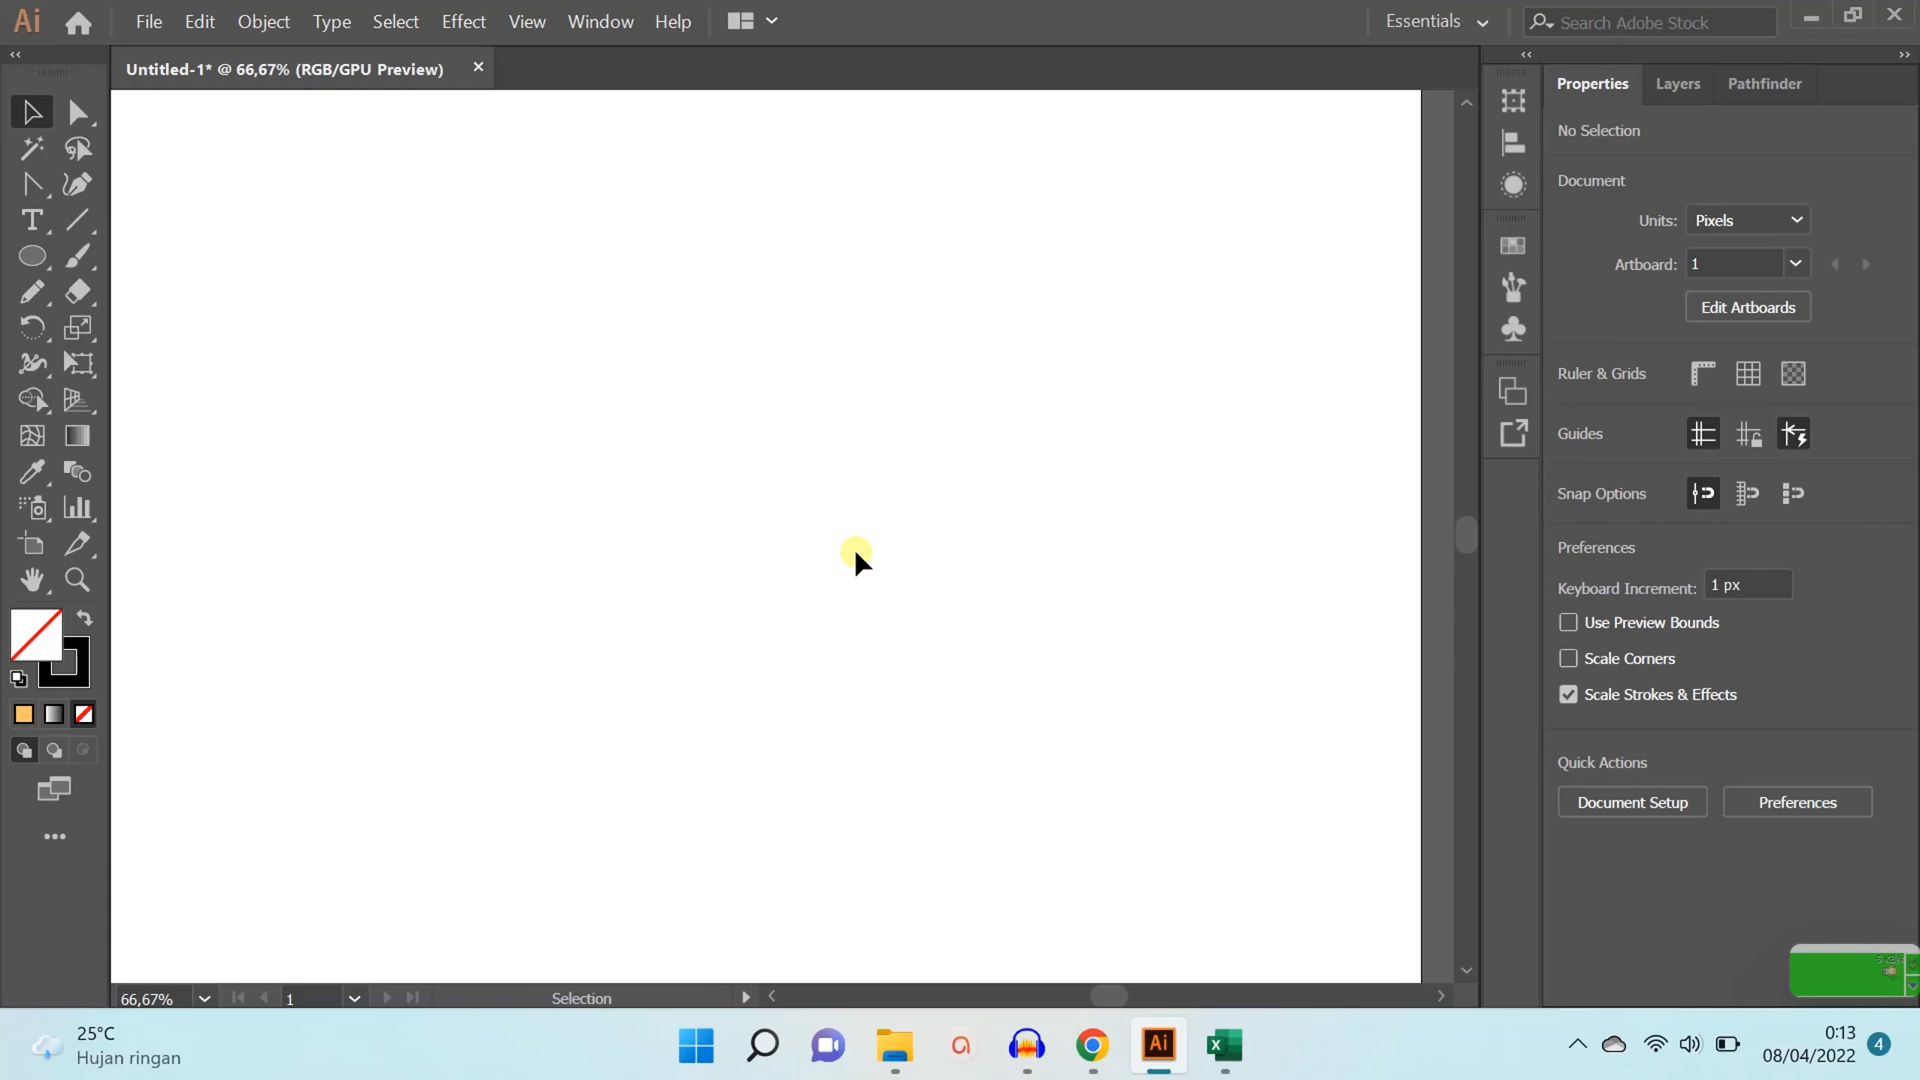 Ai File Edit Object Type Select Effect View Window Help Essentials Search Adobe Stock
Untitled-1* @ 66,67% (RGB/GPU Preview)
Properties Layers Pathfinder
No Selection
Document
Units: Pixels
Artboard: 1
Edit Artboards
Ruler & Grids
Guides
Snap Options
Preferences
Keyboard Increment: 1 px
Use Preview Bounds
Scale Corners
Scale Strokes & Effects
Quick Actions
Document Setup Preferences
66,67% 1 Selection
25°C
Hujan ringan
Ai
0:13
08/04/2022
4